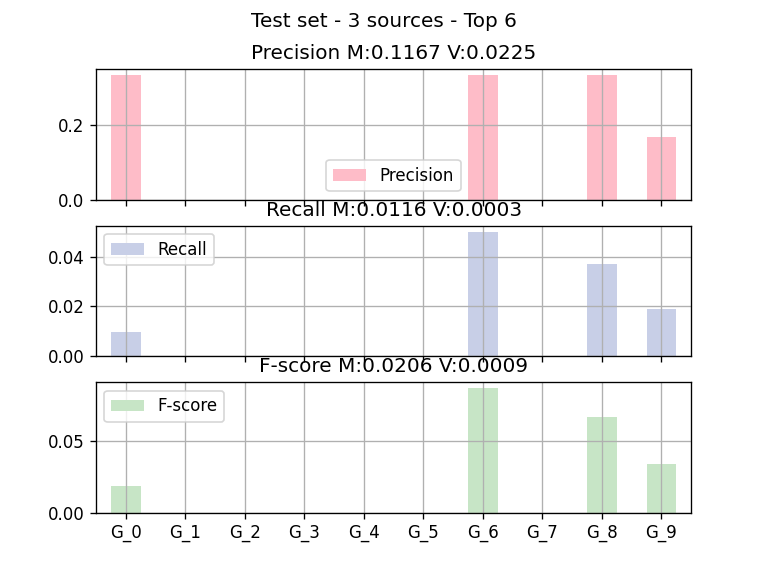 Test set - 3 sources - Top 6
Precision M:0.1167 V:0.0225
0.2
0.0
Precision
Recall M:0.0116 V:0.0003
0.04
0.02
0.00
Recall
F-score M:0.0206 V:0.0009
0.05
0.00
F-score
G_0 G_1 G_2 G_3 G_4 G_5 G_6 G_7 G_8 G_9